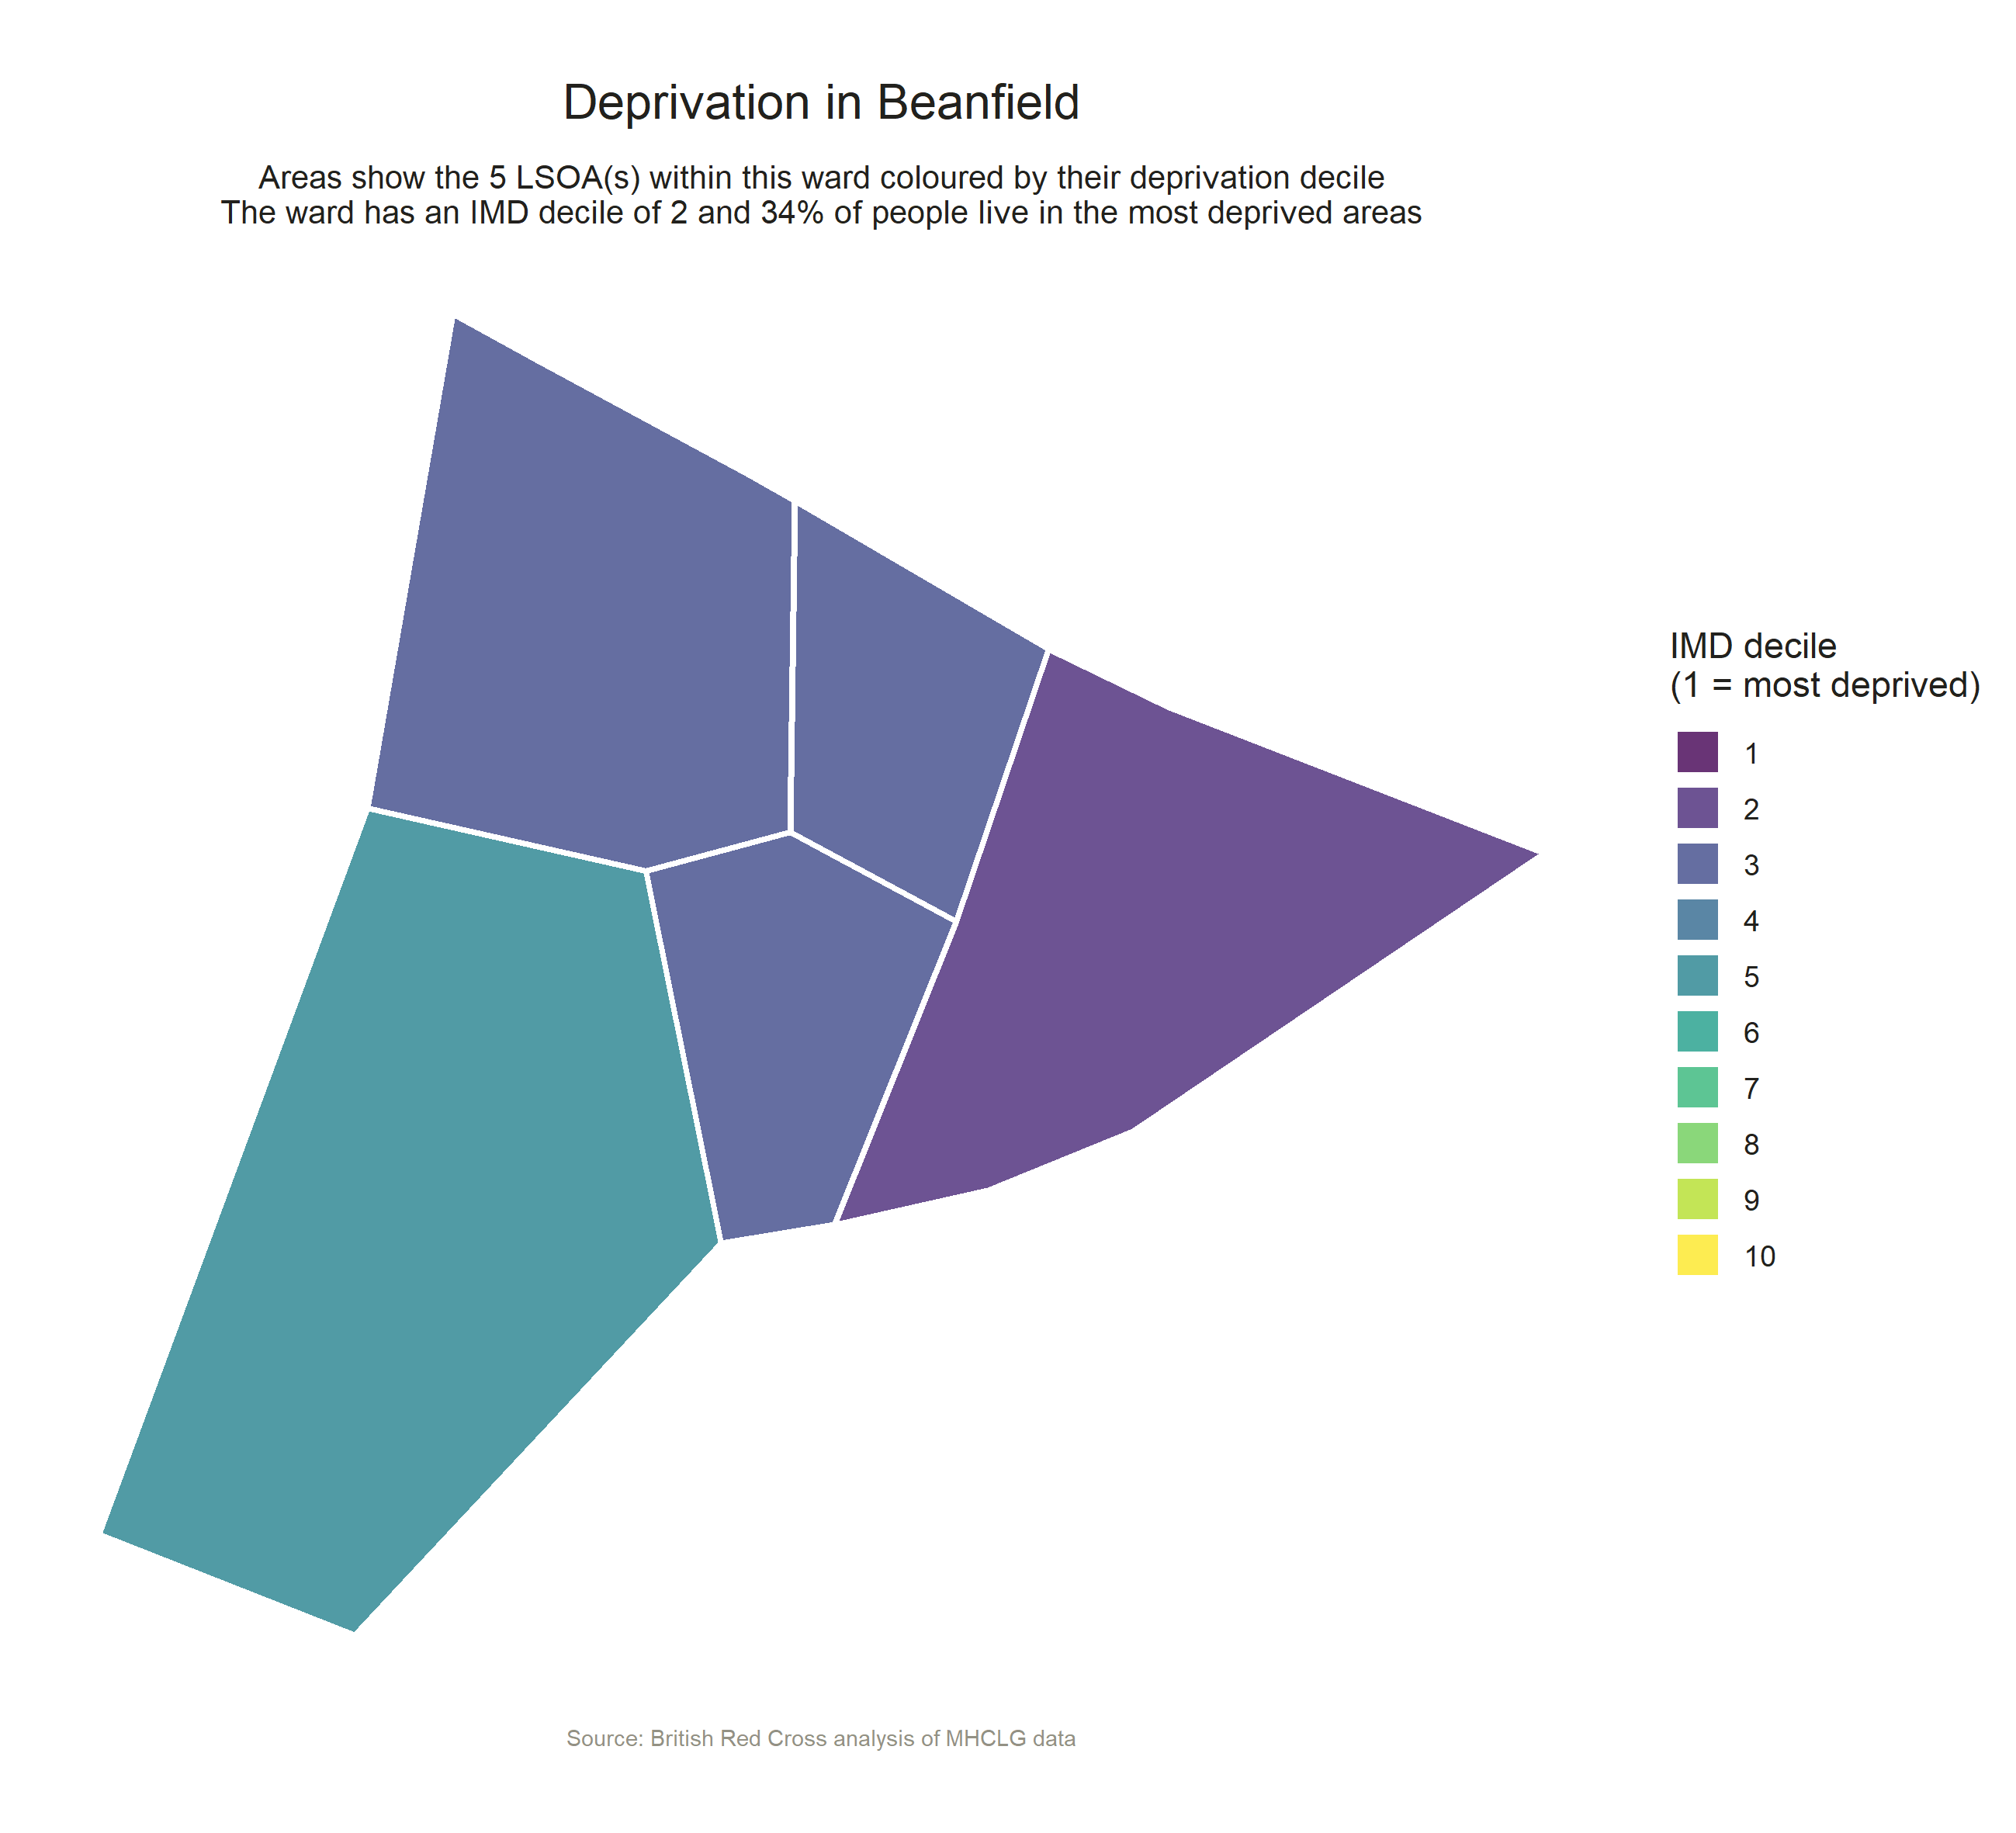 Deprivation in Beanfield
Areas show the 5 LSOA(s) within this ward coloured by their deprivation decile
The ward has an IMD decile of 2 and 34% of people live in the most deprived areas
IMD decile
(1 = most deprived)
1
2
3
4
5
6
7
8
9
10
Source: British Red Cross analysis of MHCLG data